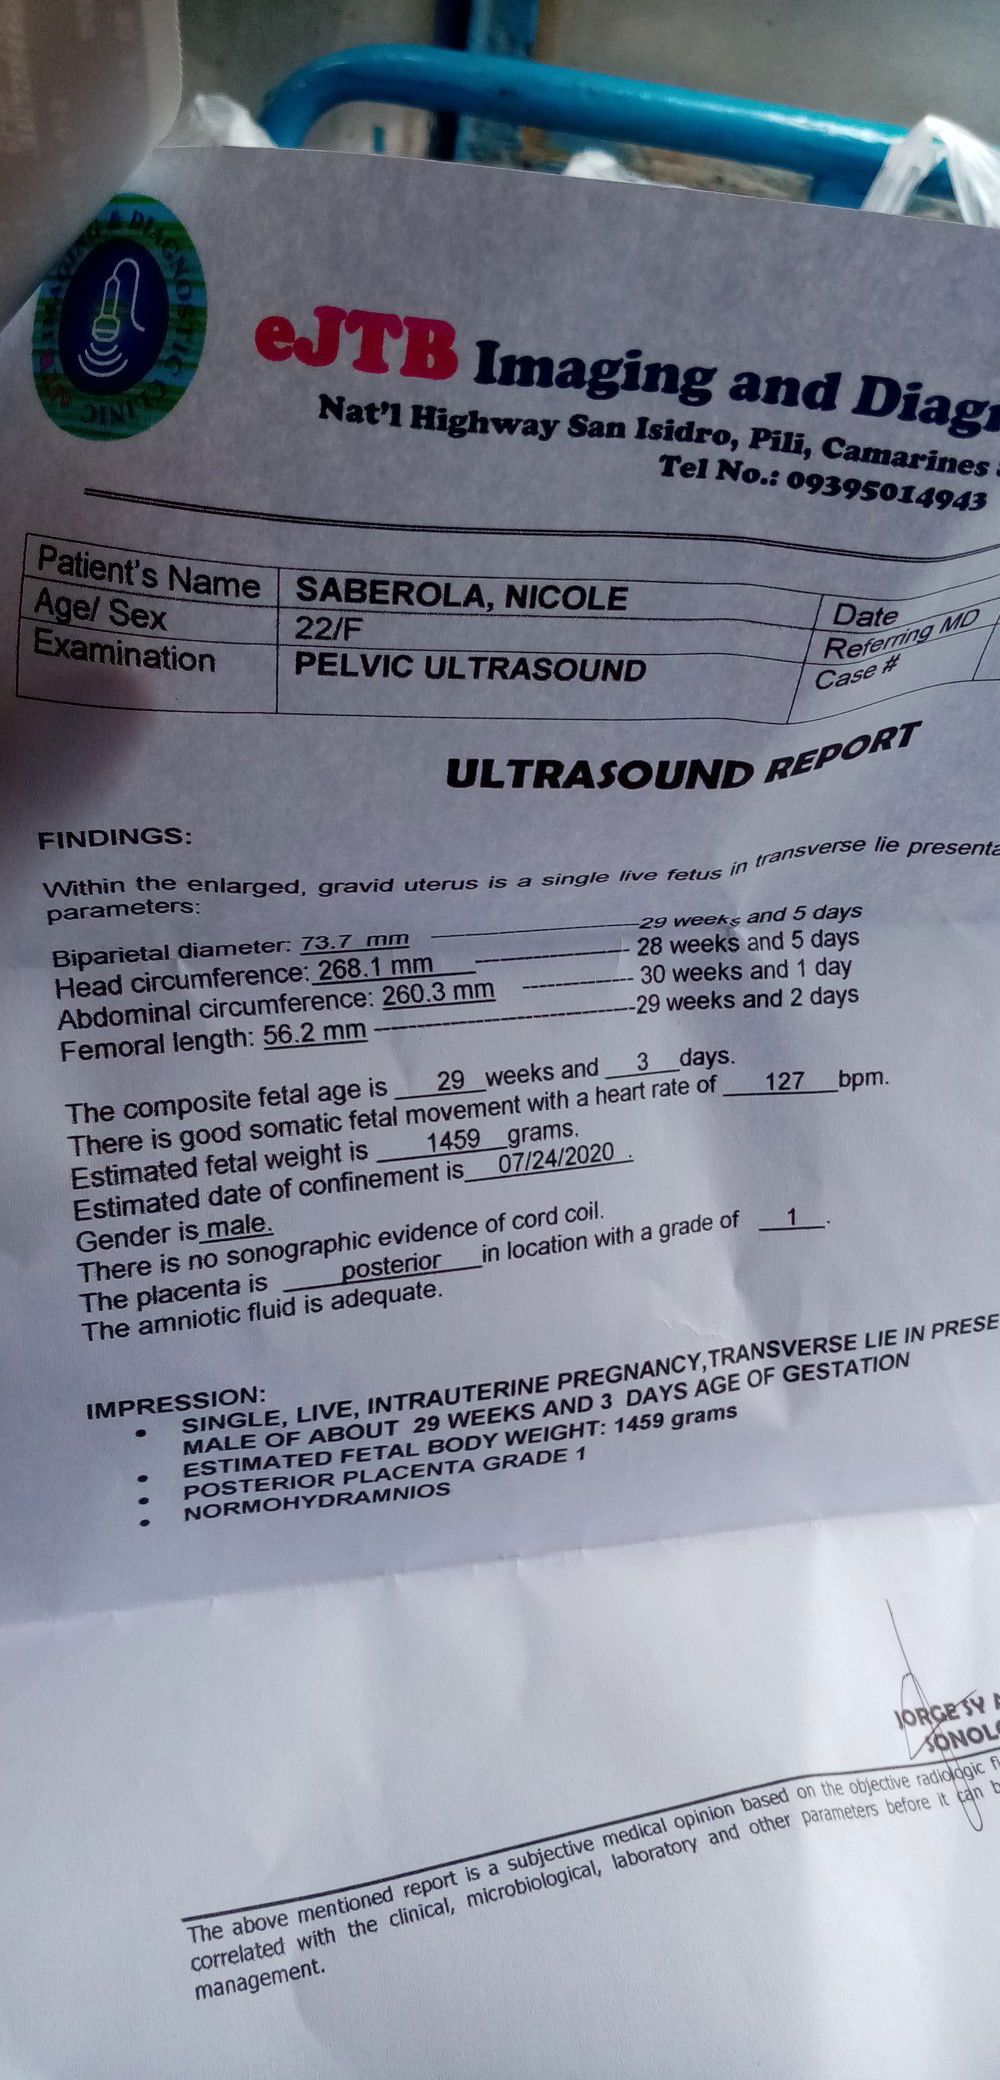 IMAGING & DIAGNOSTIC CLINIC
eJTB Imaging and
Nat'l Highway San Isidro, Pili, Camarines
Tel No.: 09395014943
Patient's Name SABEROLA, NICOLE Date
Age/ Sex 22/F Referring MD
Examination PELVIC ULTRASOUND Case #
ULTRASOUND REPORT
FINDINGS:
Within the enlarged, gravid uterus is a single live fetus in transverse lie
parameters:
Biparietal diameter: 73.7 mm 29 weeks and 5 days
Head circumference: 268.1 mm ------------ 28 weeks and 5 days
Abdominal circumference: 260.3 mm ------------ 30 weeks and 1 day
Femoral length: 56.2 mm ------------29 weeks and 2 days
The composite fetal age is 29 weeks and 3 days.
There is good somatic fetal movement with a heart rate of 127 bpm.
Estimated fetal weight is 1459 grams.
Estimated date of confinement is 07/24/2020 .
Gender is male.
There is no sonographic evidence of cord coil.
The placenta is posterior in location with a grade of 1 .
The amniotic fluid is adequate.
IMPRESSION:
• SINGLE, LIVE, INTRAUTERINE PREGNANCY,TRANSVERSE LIE IN
MALE OF ABOUT 29 WEEKS AND 3 DAYS AGE OF GESTATION
• ESTIMATED FETAL BODY WEIGHT: 1459 grams
• POSTERIOR PLACENTA GRADE 1
• NORMOHYDRAMNIOS
JORGE SY
The above mentioned report is a subjective medical opinion based on the objective radiologic
correlated with the clinical, microbiological, laboratory and other parameters before it can
management.